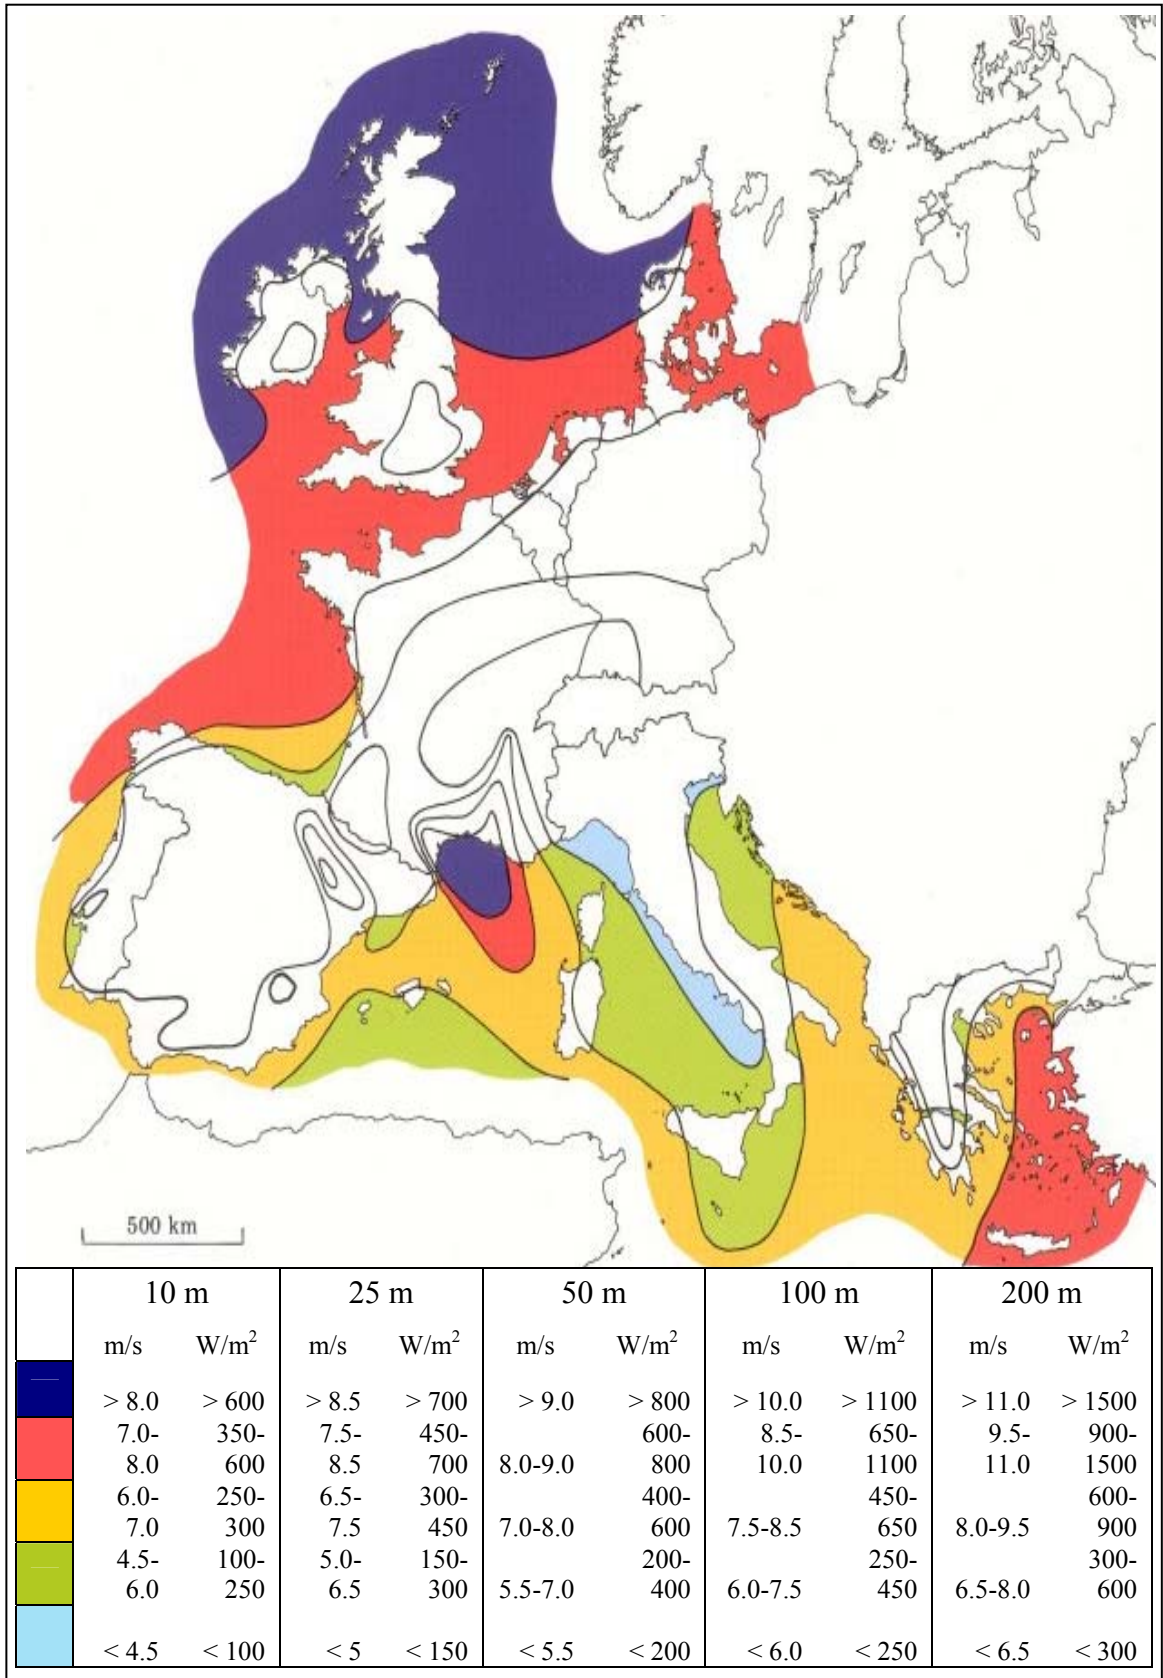 500 km
10 m 25 m 50 m 100 m 200 m
m/s W/m² m/s W/m² m/s W/m² m/s W/m² m/s W/m²
> 8.0 > 600 > 8.5 > 700 > 9.0 > 800 > 10.0 > 1100 > 11.0 > 1500
7.0- 350- 7.5- 450- 600- 8.5- 650- 9.5- 900-
8.0 600 8.5 700 8.0-9.0 800 10.0 1100 11.0 1500
6.0- 250- 6.5- 300- 400- 450- 600-
7.0 300 7.5 450 7.0-8.0 600 7.5-8.5 650 8.0-9.5 900
4.5- 100- 5.0- 150- 200- 250- 300-
6.0 250 6.5 300 5.5-7.0 400 6.0-7.5 450 6.5-8.0 600
< 4.5 < 100 < 5 < 150 < 5.5 < 200 < 6.0 < 250 < 6.5 < 300